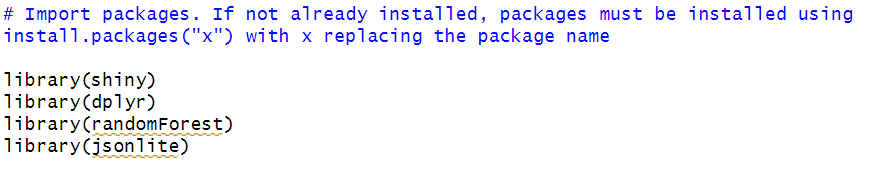 # Import packages. If not already installed, packages must be installed using
install.packages("x") with x replacing the package name
library(shiny)
library(dplyr)
library(randomForest)
library(jsonlite)